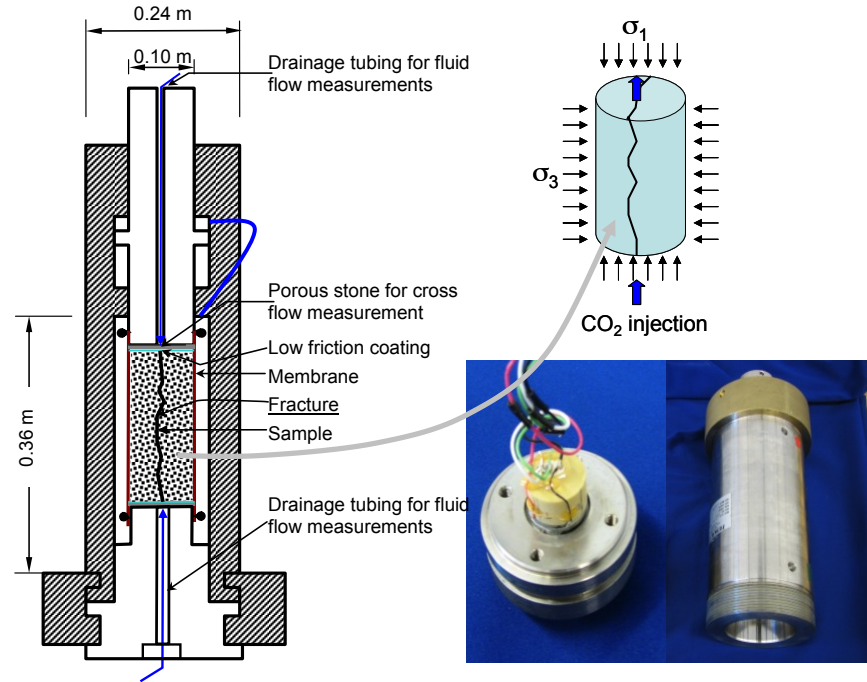 0.24 m
0.10 m
Drainage tubing for fluid
flow measurements
Porous stone for cross
flow measurement
Low friction coating
Membrane
Fracture
Sample
0.36 m
Drainage tubing for fluid
flow measurements
σ1
σ3
CO2 injection